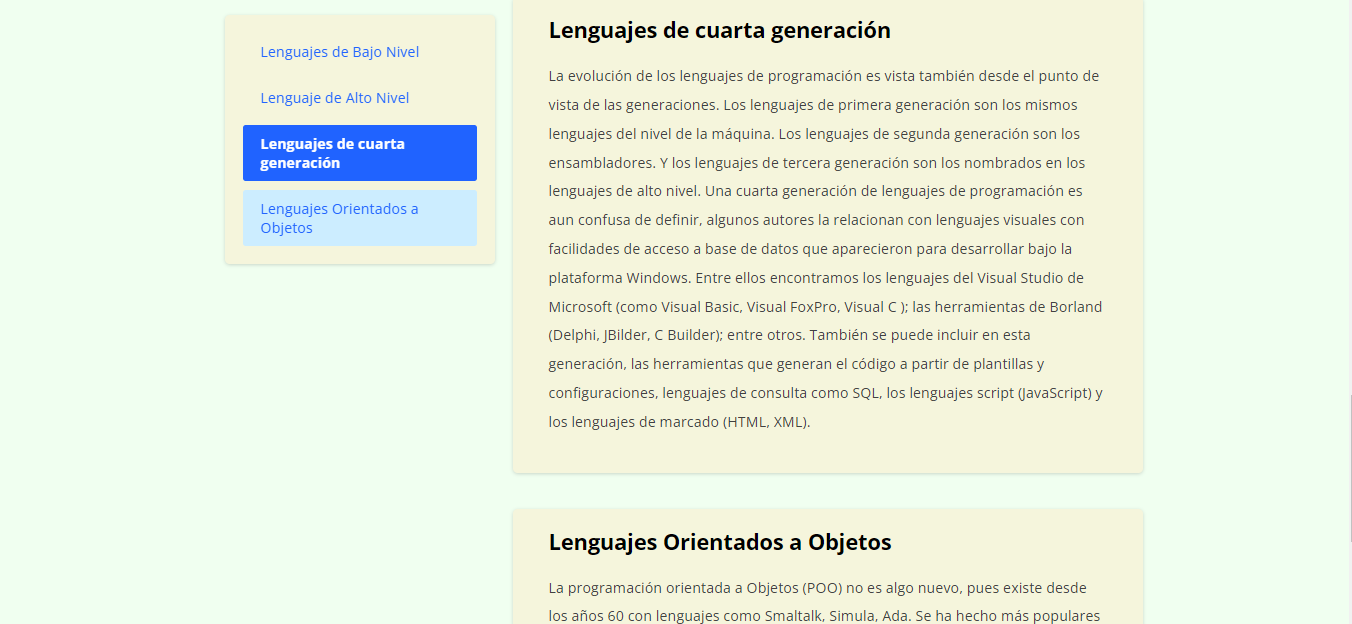 Lenguajes de Bajo Nivel
Lenguaje de Alto Nivel
Lenguajes de cuarta
generación
Lenguajes Orientados a
Objetos
Lenguajes de cuarta generación
La evolución de los lenguajes de programación es vista también desde el punto de
vista de las generaciones. Los lenguajes de primera generación son los mismos
lenguajes del nivel de la máquina. Los lenguajes de segunda generación son los
ensambladores. Y los lenguajes de tercera generación son los nombrados en los
lenguajes de alto nivel. Una cuarta generación de lenguajes de programación es
aun confusa de definir, algunos autores la relacionan con lenguajes visuales con
facilidades de acceso a base de datos que aparecieron para desarrollar bajo la
plataforma Windows. Entre ellos encontramos los lenguajes del Visual Studio de
Microsoft (como Visual Basic, Visual FoxPro, Visual C ); las herramientas de Borland
(Delphi, JBilder, C Builder); entre otros. También se puede incluir en esta
generación, las herramientas que generan el código a partir de plantillas y
configuraciones, lenguajes de consulta como SQL, los lenguajes script (JavaScript) y
los lenguajes de marcado (HTML, XML).
Lenguajes Orientados a Objetos
La programación orientada a Objetos (POO) no es algo nuevo, pues existe desde
los años 60 con lenguajes como Smaltalk, Simula, Ada. Se ha hecho más populares